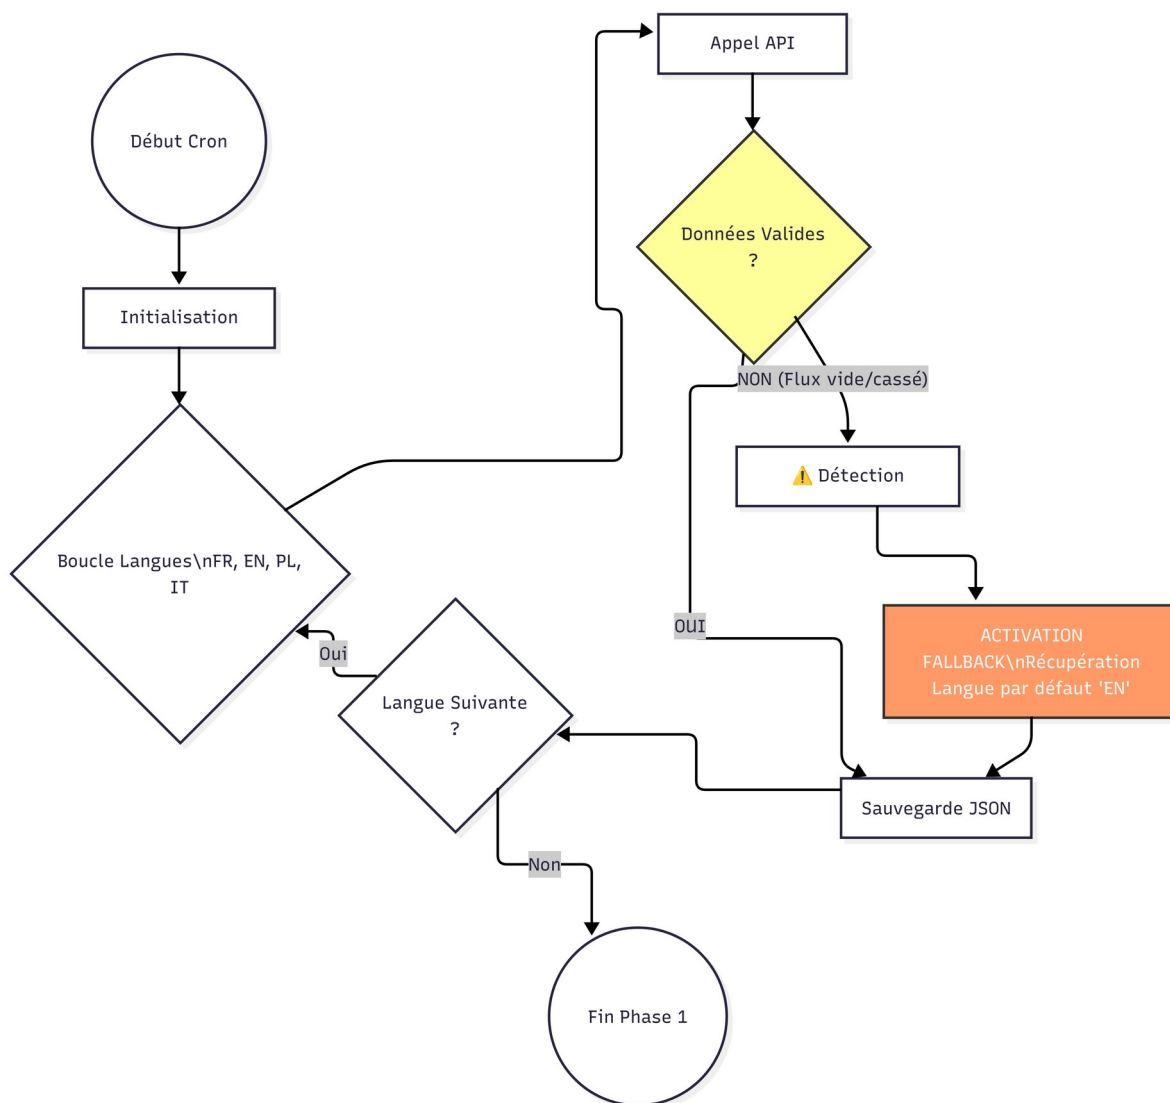 Début Cron
Initialisation
Boucle Langues\nFR, EN, PL,
IT
Appel API
Données Valides
?
NON (Flux vide/cassé)
⚠️ Détection
OUI
ACTIVATION
FALLBACK\nRécupération
Langue par défaut 'EN'
Sauvegarde JSON
Langue Suivante
?
Oui
Non
Fin Phase 1